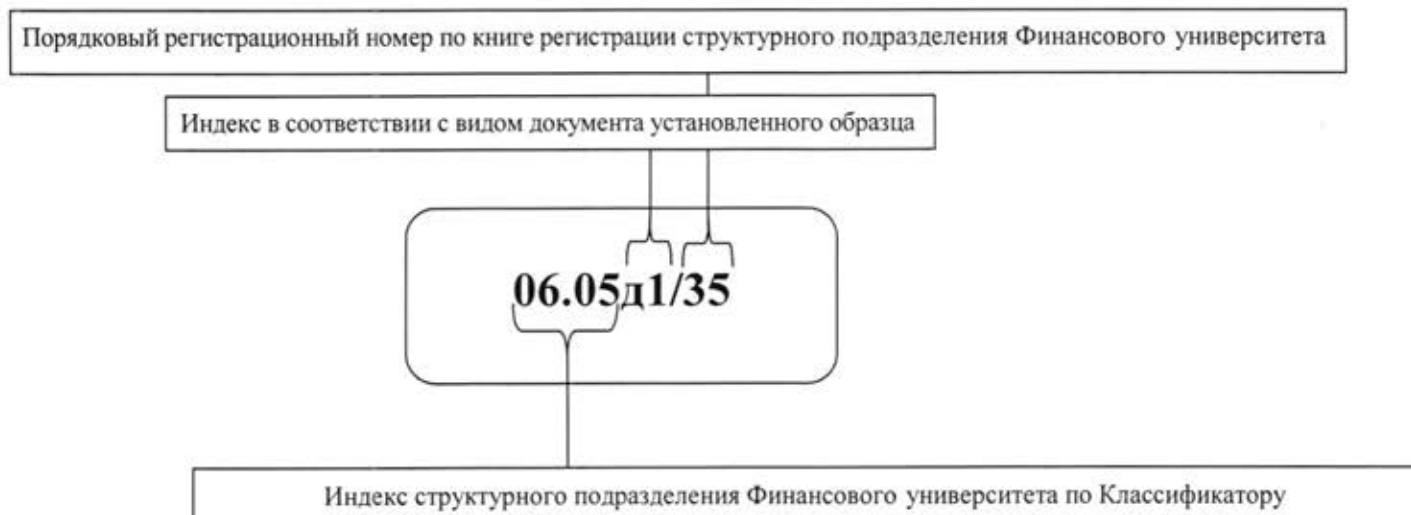 Порядковый регистрационный номер по книге регистрации структурного подразделения Финансового университета
Индекс в соответствии с видом документа установленного образца
06.05д1/35
Индекс структурного подразделения Финансового университета по Классификатору